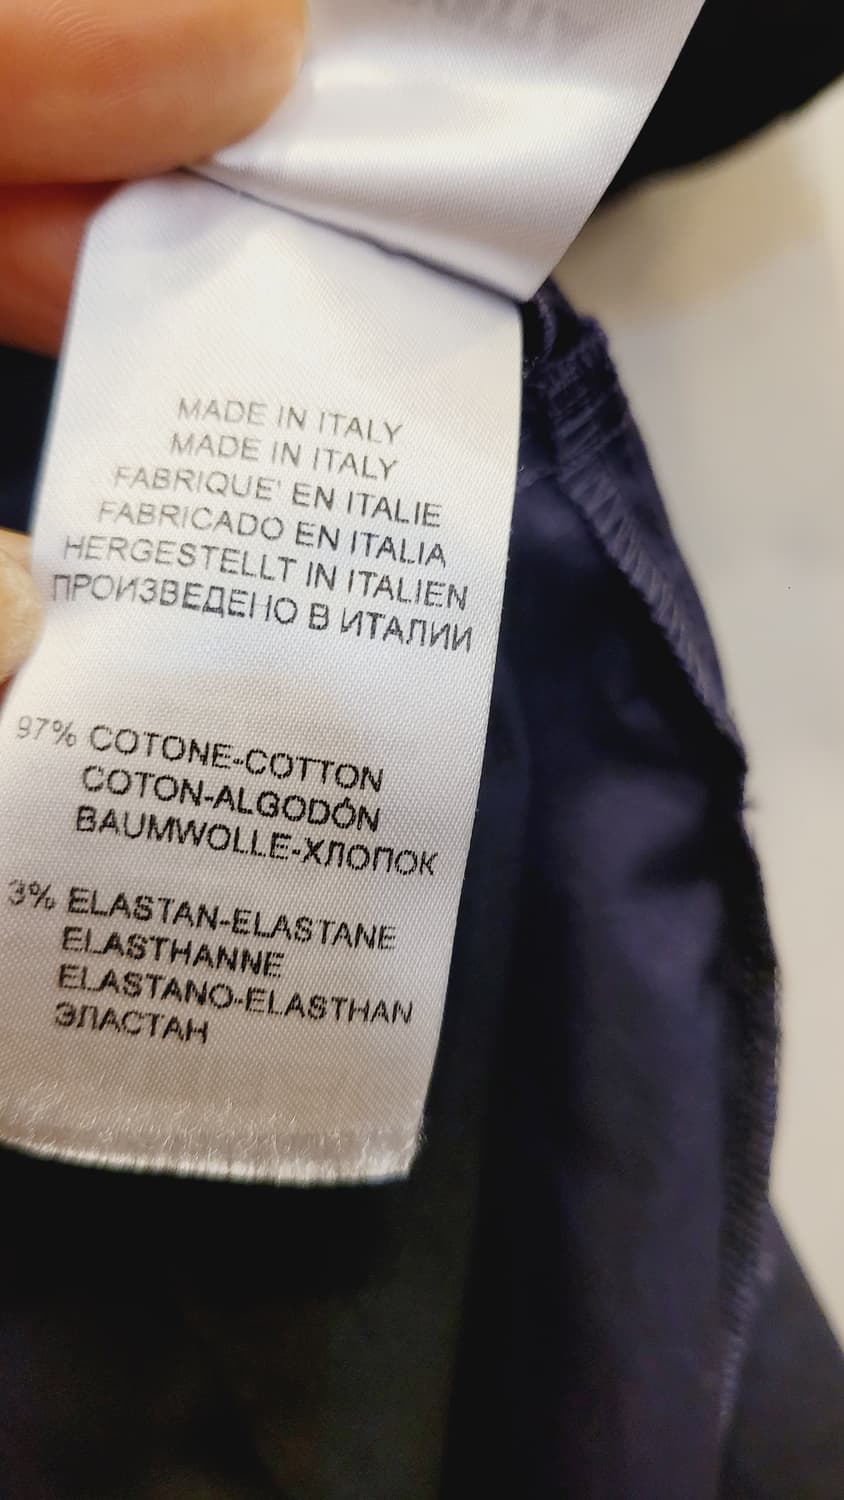 MADE IN ITALY
MADE IN ITALY
FABRIQUE' EN ITALIE
FABRICADO EN ITALIA
HERGESTELLT IN ITALIEN
ПРОИЗВЕДЕНО В ИТАЛИИ
97% COTONE-COTTON
COTON-ALGODÓN
BAUMWOLLE-ХЛОПОК
3% ELASTAN-ELASTANE
ELASTHANNE
ELASTANO-ELASTHAN
ЭЛАСТАН